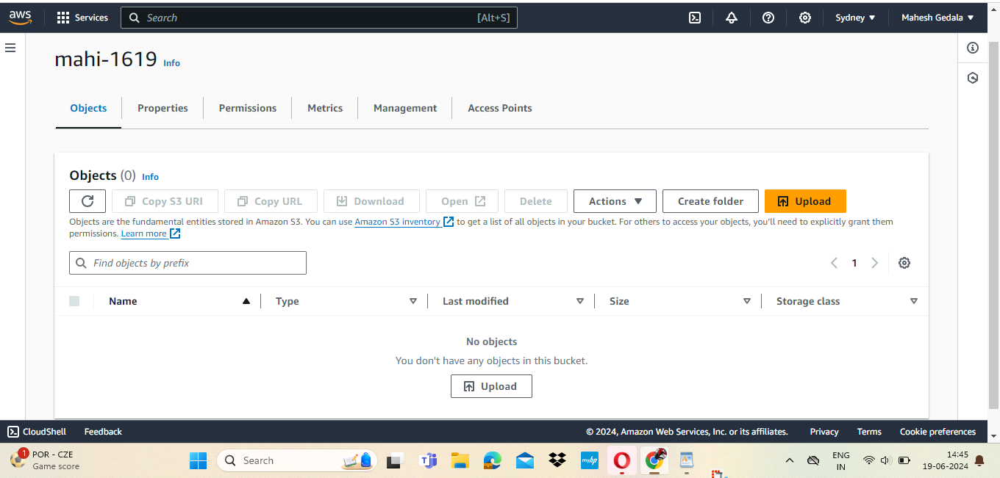 aws
Services
Search
[Alt+S]
Sydney
Mahesh Gedala
mahi-1619
Info
Objects
Properties
Permissions
Metrics
Management
Access Points
Objects (0)
Info
Copy S3 URI
Copy URL
Download
Open
Delete
Actions
Create folder
Upload
Objects are the fundamental entities stored in Amazon S3. You can use Amazon S3 inventory to get a list of all objects in your bucket. For others to access your objects, you'll need to explicitly grant them
permissions. Learn more
Find objects by prefix
1
Name
Type
Last modified
Size
Storage class
No objects
You don't have any objects in this bucket.
Upload
CloudShell
Feedback
© 2024, Amazon Web Services, Inc. or its affiliates.
Privacy
Terms
Cookie preferences
1
POR - CZE
Game score
Search
myhp
ENG
IN
14:45
19-06-2024